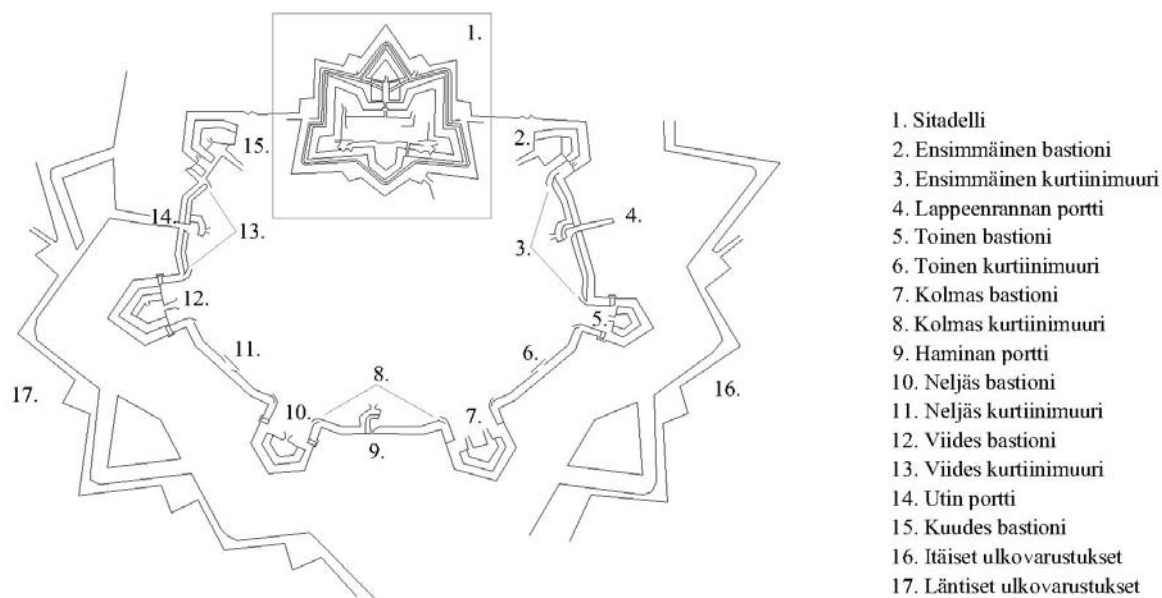 1.
2.
15.
14.
13.
4.
3.
12.
5.
11.
6.
17.
8.
16.
10.
7.
9.
1. Sitadelli
2. Ensimmäinen bastioni
3. Ensimmäinen kurtiinimuuri
4. Lappeenrannan portti
5. Toinen bastioni
6. Toinen kurtiinimuuri
7. Kolmas bastioni
8. Kolmas kurtiinimuuri
9. Haminan portti
10. Neljäs bastioni
11. Neljäs kurtiinimuuri
12. Viides bastioni
13. Viides kurtiinimuuri
14. Utin portti
15. Kuudes bastioni
16. Itäiset ulkovarustukset
17. Läntiset ulkovarustukset